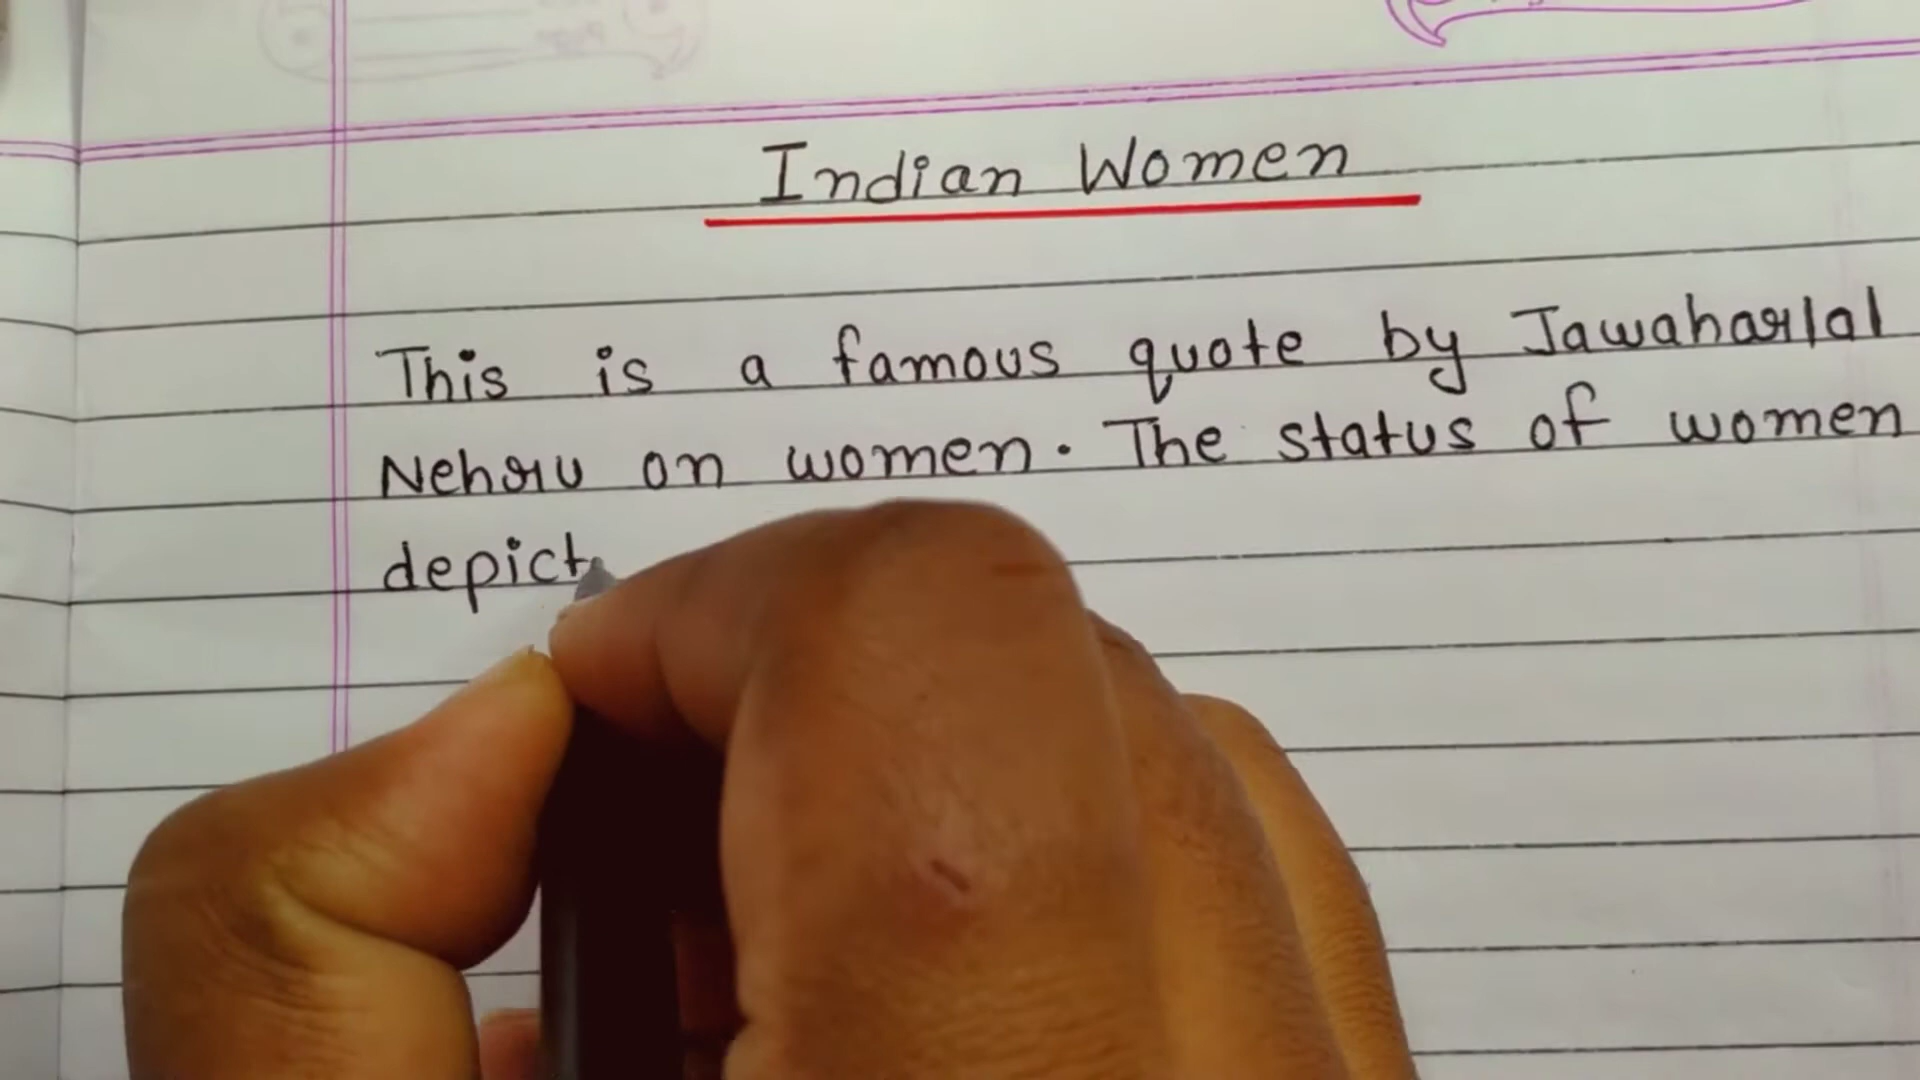 Indian Women
This is a famous quote by Jawaharlal
Nehru on women. The status of women
depict